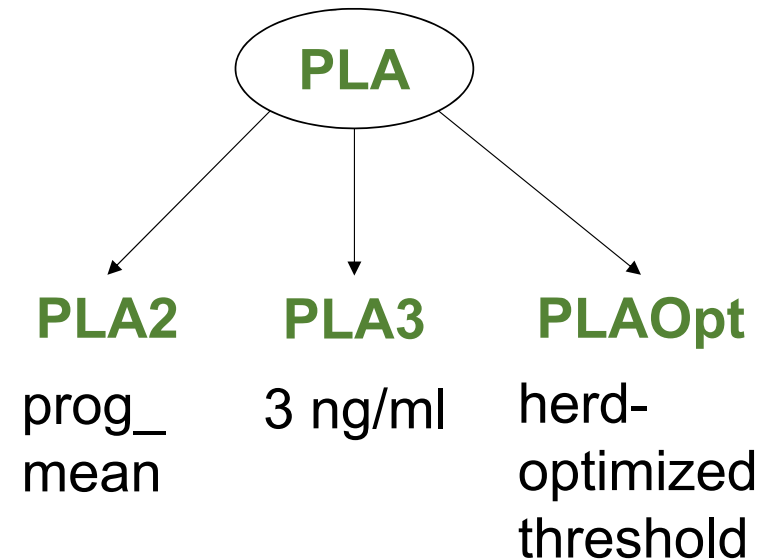 PLA
PLA2
prog_
mean
PLA3
3 ng/ml
PLAOpt
herd-
optimized
threshold